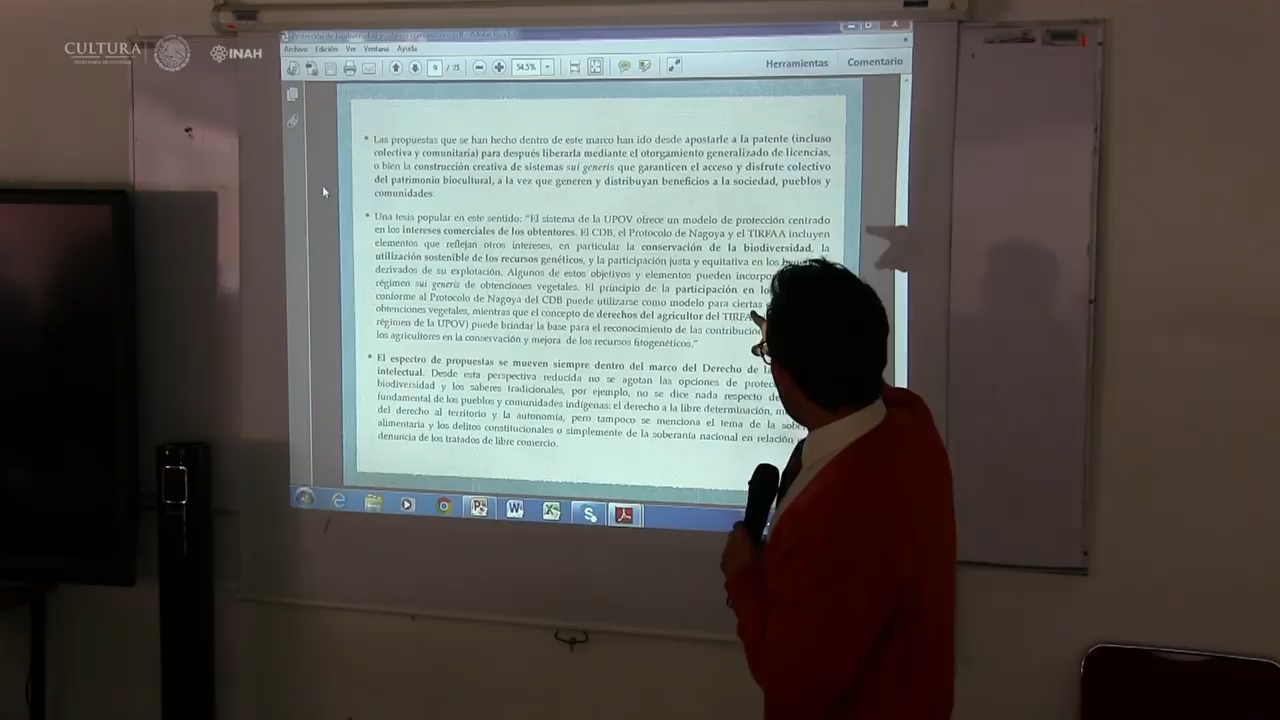 CULTURA
SECRETARÍA DE CULTURA
INAH
Archivo Edición Ver Ventana Ayuda
9 / 21
54.5%
Herramientas Comentario
• Las propuestas que se han hecho dentro de este marco han ido desde apostarle a la patente (incluso
colectiva y comunitaria) para después liberarla mediante el otorgamiento generalizado de licencias,
o bien la construcción creativa de sistemas sui generis que garanticen el acceso y disfrute colectivo
del patrimonio biocultural, a la vez que generen y distribuyan beneficios a la sociedad, pueblos y
comunidades.
• Una tesis popular en este sentido: "El sistema de la UPOV ofrece un modelo de protección centrado
en los intereses comerciales de los obtentores. El CDB, el Protocolo de Nagoya y el TIRFAA incluyen
elementos que reflejan otros intereses, en particular la conservación de la biodiversidad, la
utilización sostenible de los recursos genéticos, y la participación justa y equitativa en los
derivados de su explotación. Algunos de estos objetivos y elementos pueden incorpo
régimen sui generis de obtenciones vegetales. El principio de la participación en lo
conforme al Protocolo de Nagoya del CDB puede utilizarse como modelo para ciertas
obtenciones vegetales, mientras que el concepto de derechos del agricultor del TIRFA
régimen de la UPOV) puede brindar la base para el reconocimiento de las contribucio
los agricultores en la conservación y mejora de los recursos fitogenéticos."
• El espectro de propuestas se mueven siempre dentro del marco del Derecho de l
intelectual. Desde esta perspectiva reducida no se agotan las opciones de protec
biodiversidad y los saberes tradicionales, por ejemplo, no se dice nada respecto de
fundamental de los pueblos y comunidades indígenas: el derecho a la libre determinación, m
del derecho al territorio y la autonomía, pero tampoco se menciona el tema de la sobe
alimentaria y los delitos constitucionales o simplemente de la soberanía nacional en relación
denuncia de los tratados de libre comercio.